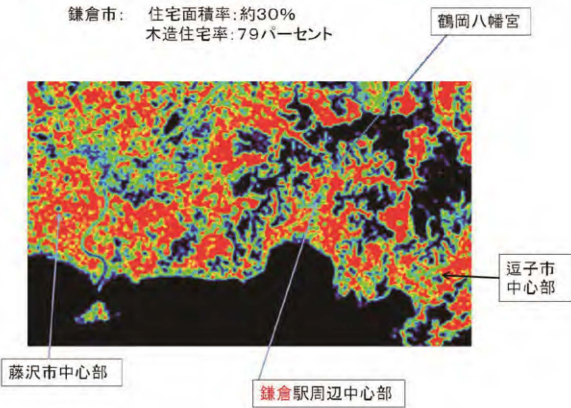 鎌倉市: 住宅面積率:約30%
木造住宅率:79パーセント
鶴岡八幡宮
逗子市
中心部
藤沢市中心部
鎌倉駅周辺中心部